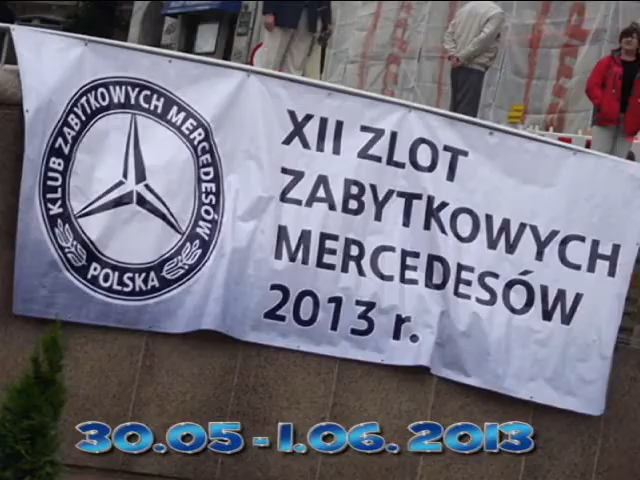 KLUB ZABYTKOWYCH MERCEDESÓW
POLSKA
XII ZLOT
ZABYTKOWYCH
MERCEDESÓW
2013 r.
30.05 - 1.06. 2013